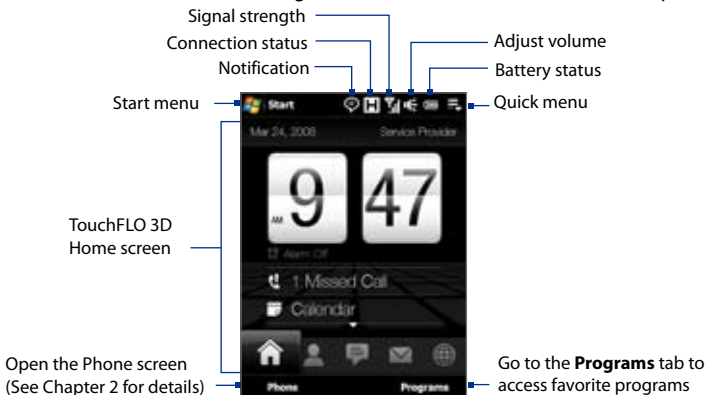 Signal strength
Connection status
Notification
Adjust volume
Battery status
Start menu
Quick menu
Start
H
Mar 24, 2008
Service Provider
AM
9
47
Alarm Off
TouchFLO 3D
Home screen
1 Missed Call
Calendar
Open the Phone screen
(See Chapter 2 for details)
Phone
Programs
Go to the Programs tab to
access favorite programs